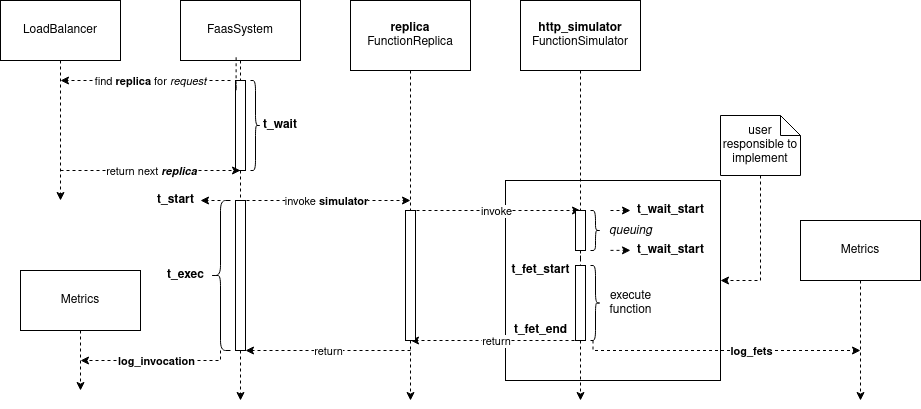 LoadBalancer
FaasSystem
replica
FunctionReplica
http_simulator
FunctionSimulator
find replica for request
t_wait
user
responsible to
implement
return next replica
t_start
invoke simulator
invoke
t_wait_start
queuing
t_wait_start
Metrics
t_exec
t_fet_start
execute
function
Metrics
t_fet_end
return
return
log_invocation
log_fets